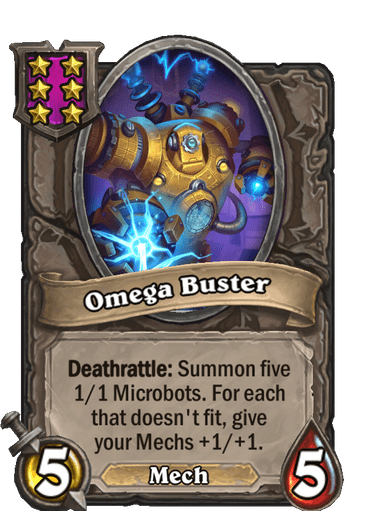 Omega Buster
Deathrattle: Summon five
1/1 Microbots. For each
that doesn't fit, give
your Mechs +1/+1.
5
Mech
5